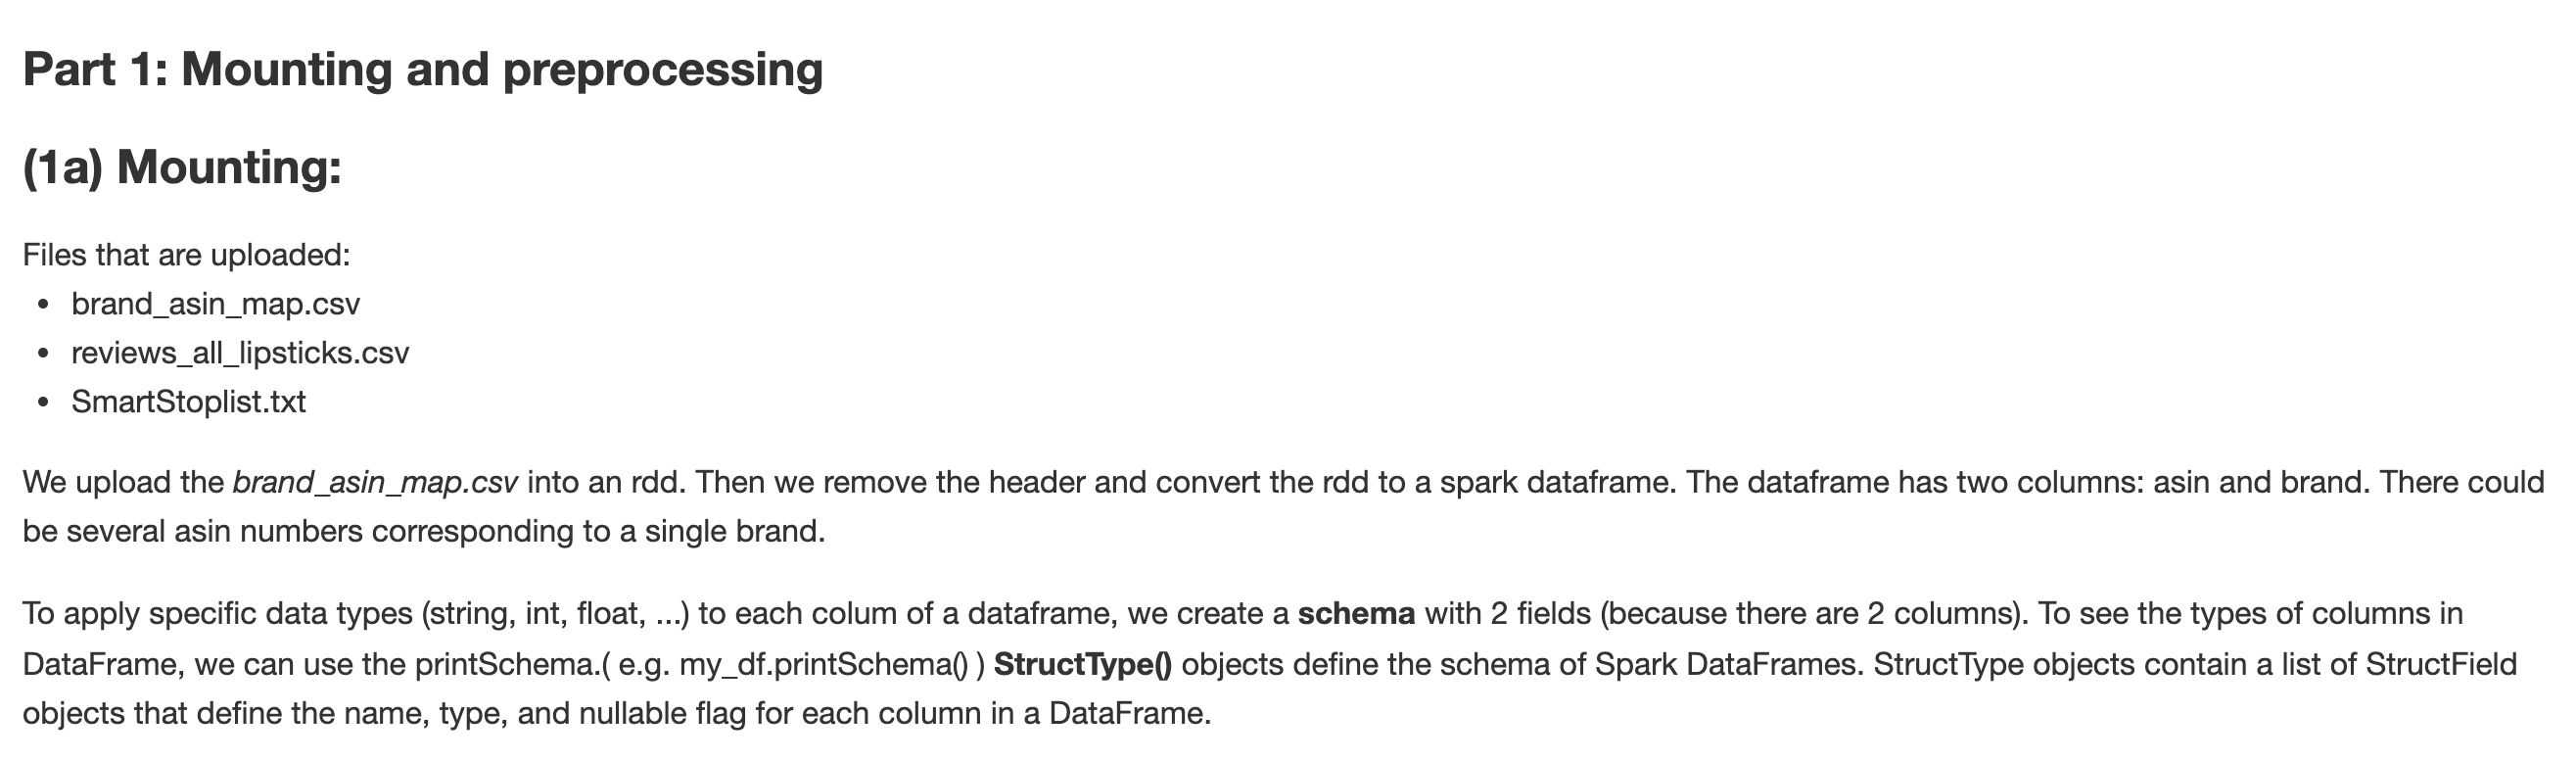 Part 1: Mounting and preprocessing
(1a) Mounting:
Files that are uploaded:
• brand_asin_map.csv
• reviews_all_lipsticks.csv
• SmartStoplist.txt
We upload the brand_asin_map.csv into an rdd. Then we remove the header and convert the rdd to a spark dataframe. The dataframe has two columns: asin and brand. There could
be several asin numbers corresponding to a single brand.
To apply specific data types (string, int, float, ...) to each colum of a dataframe, we create a schema with 2 fields (because there are 2 columns). To see the types of columns in
DataFrame, we can use the printSchema.( e.g. my_df.printSchema() ) StructType() objects define the schema of Spark DataFrames. StructType objects contain a list of StructField
objects that define the name, type, and nullable flag for each column in a DataFrame.